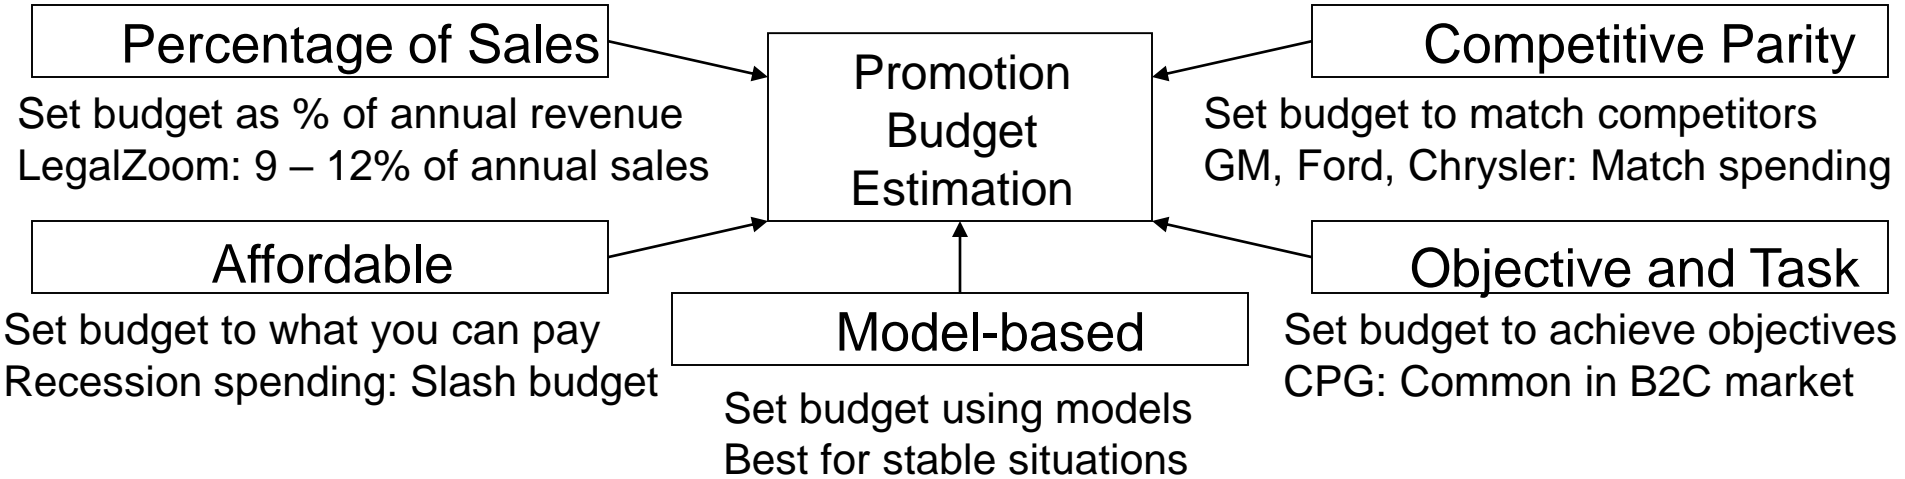 Percentage of Sales
Set budget as % of annual revenue
LegalZoom: 9 – 12% of annual sales
Promotion
Budget
Estimation
Competitive Parity
Set budget to match competitors
GM, Ford, Chrysler: Match spending
Affordable
Set budget to what you can pay
Recession spending: Slash budget
Model-based
Set budget using models
Best for stable situations
Objective and Task
Set budget to achieve objectives
CPG: Common in B2C market